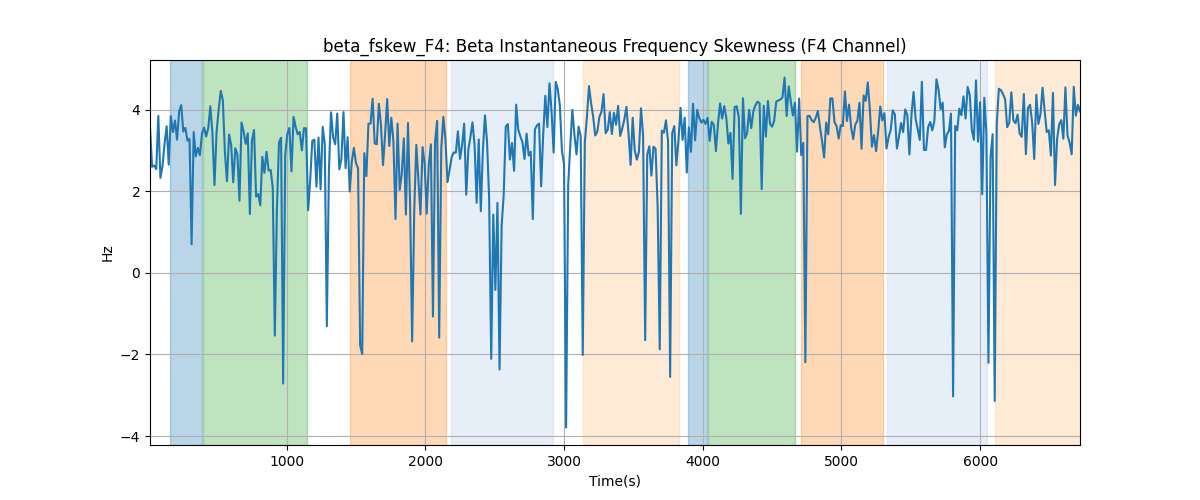 beta_fskew_F4: Beta Instantaneous Frequency Skewness (F4 Channel)
4
2
0
−2
−4
Hz
1000 2000 3000 4000 5000 6000
Time(s)